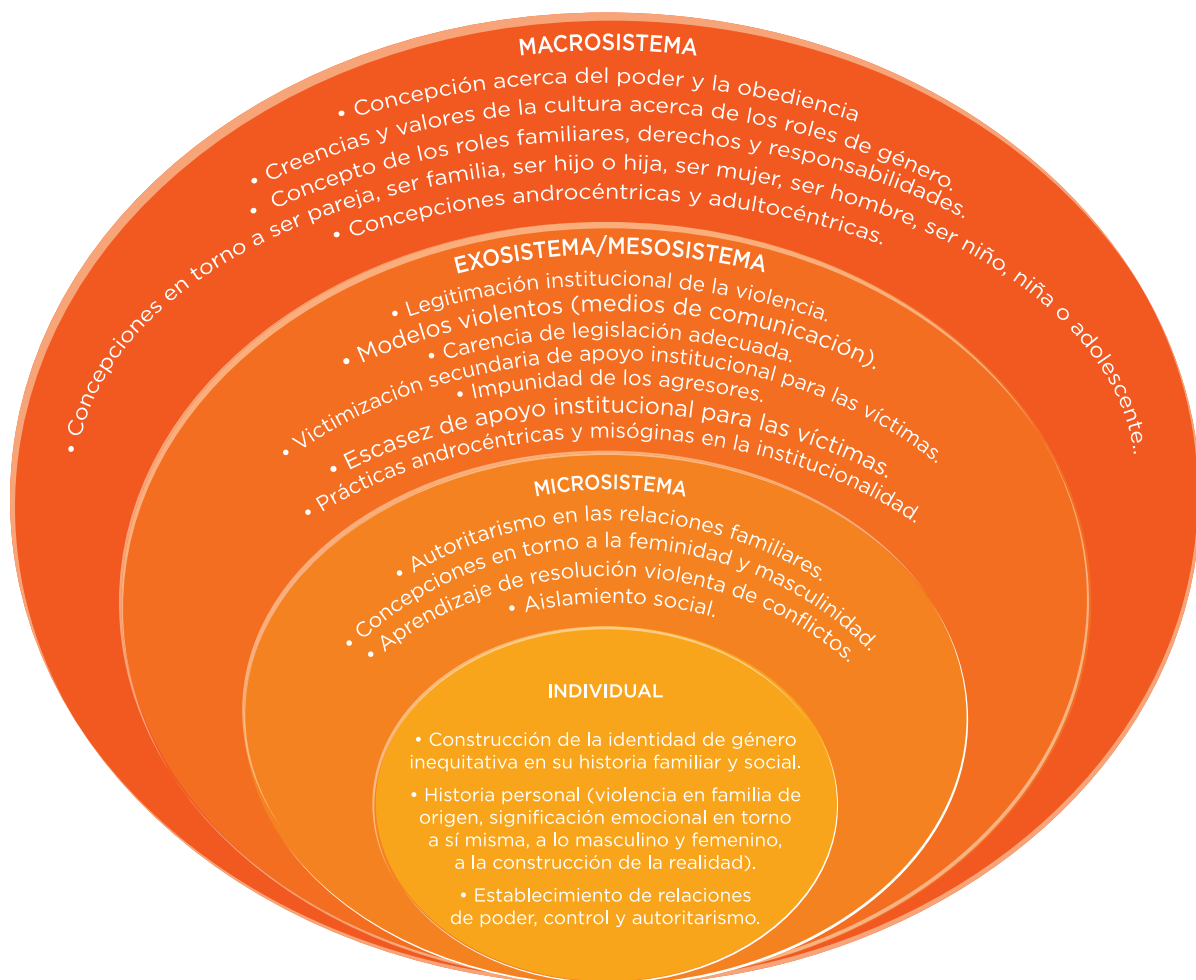 MACROSISTEMA
• Concepción acerca del poder y la obediencia
• Creencias y valores de la cultura acerca de los roles de género.
• Concepto de los roles familiares, derechos y responsabilidades.
• Concepciones en torno a ser pareja, ser familia, ser hijo o hija, ser mujer, ser hombre, ser niño, niña o adolescente..
• Concepciones androcéntricas y adultocéntricas.
EXOSISTEMA/MESOSISTEMA
• Legitimación institucional de la violencia.
• Modelos violentos (medios de comunicación).
• Carencia de legislación adecuada.
• Victimización secundaria de apoyo institucional para las víctimas.
• Impunidad de los agresores.
• Escasez de apoyo institucional para las víctimas.
• Prácticas androcéntricas y misóginas en la institucionalidad.
MICROSISTEMA
• Autoritarismo en las relaciones familiares.
• Concepciones en torno a la feminidad y masculinidad.
• Aprendizaje de resolución violenta de conflictos.
• Aislamiento social.
INDIVIDUAL
• Construcción de la identidad de género
inequitativa en su historia familiar y social.
• Historia personal (violencia en familia de
origen, significación emocional en torno
a sí misma, a lo masculino y femenino,
a la construcción de la realidad).
• Establecimiento de relaciones
de poder, control y autoritarismo.